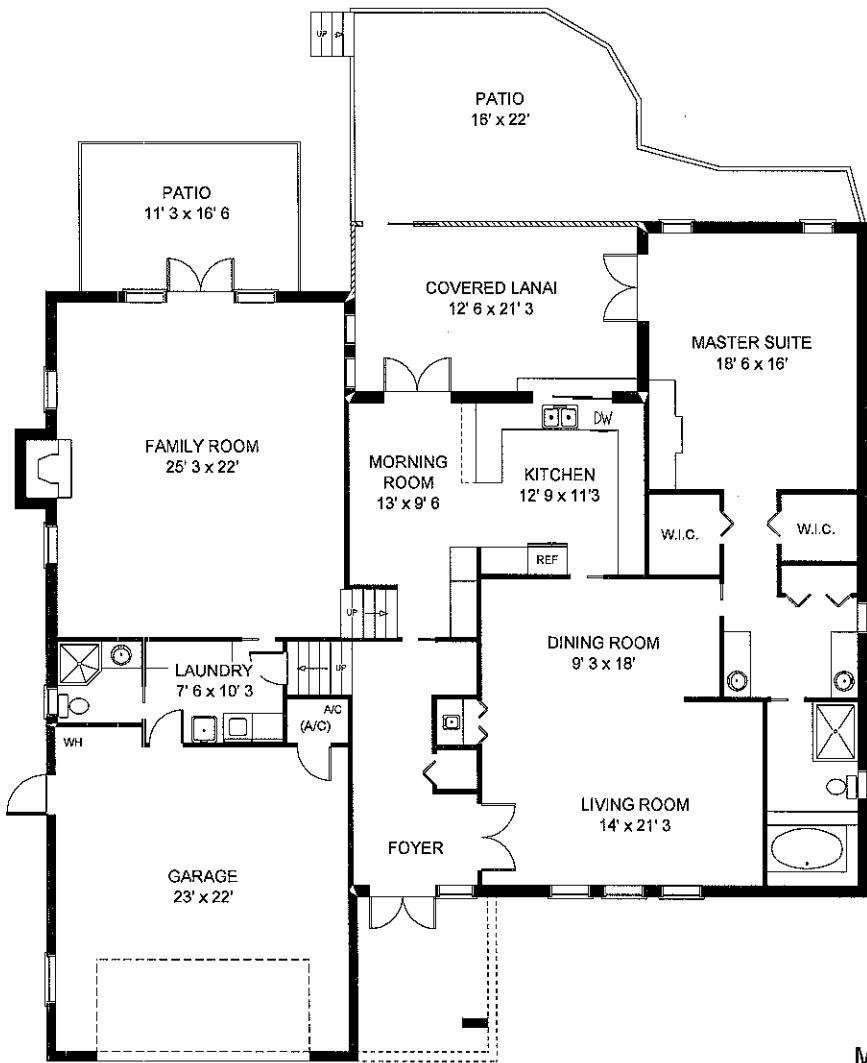 UP
PATIO
16' x 22'
PATIO
11' 3 x 16' 6
COVERED LANAI
12' 6 x 21' 3
MASTER SUITE
18' 6 x 16'
FAMILY ROOM
25' 3 x 22'
MORNING
ROOM
13' x 9' 6
DW
KITCHEN
12' 9 x 11'3
REF
W.I.C.
W.I.C.
UP
DINING ROOM
9' 3 x 18'
LAUNDRY
7' 6 x 10' 3
UP
A/C
(A/C)
WH
LIVING ROOM
14' x 21' 3
FOYER
GARAGE
23' x 22'
M